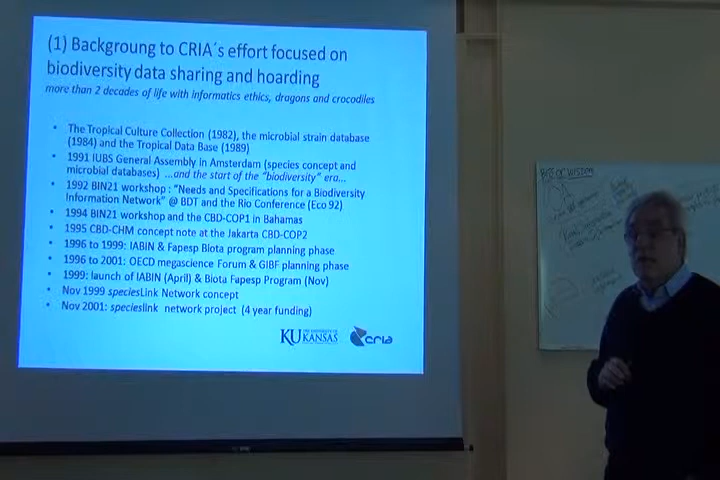 (1) Backgroung to CRIA´s effort focused on
biodiversity data sharing and hoarding
more than 2 decades of life with informatics ethics, dragons and crocodiles
• The Tropical Culture Collection (1982), the microbial strain database
(1984) and the Tropical Data Base (1989)
• 1991 IUBS General Assembly in Amsterdam (species concept and
microbial databases) ...and the start of the "biodiversity" era...
• 1992 BIN21 workshop : "Needs and Specifications for a Biodiversity
Information Network" @ BDT and the Rio Conference (Eco 92)
• 1994 BIN21 workshop and the CBD-COP1 in Bahamas
• 1995 CBD-CHM concept note at the Jakarta CBD-COP2
• 1996 to 1999: IABIN & Fapesp Biota program planning phase
• 1996 to 2001: OECD megascience Forum & GIBF planning phase
• 1999: launch of IABIN (April) & Biota Fapesp Program (Nov)
• Nov 1999 speciesLink Network concept
• Nov 2001: specieslink network project (4 year funding)
KU THE UNIVERSITY OF KANSAS
cria
OF WISDOM